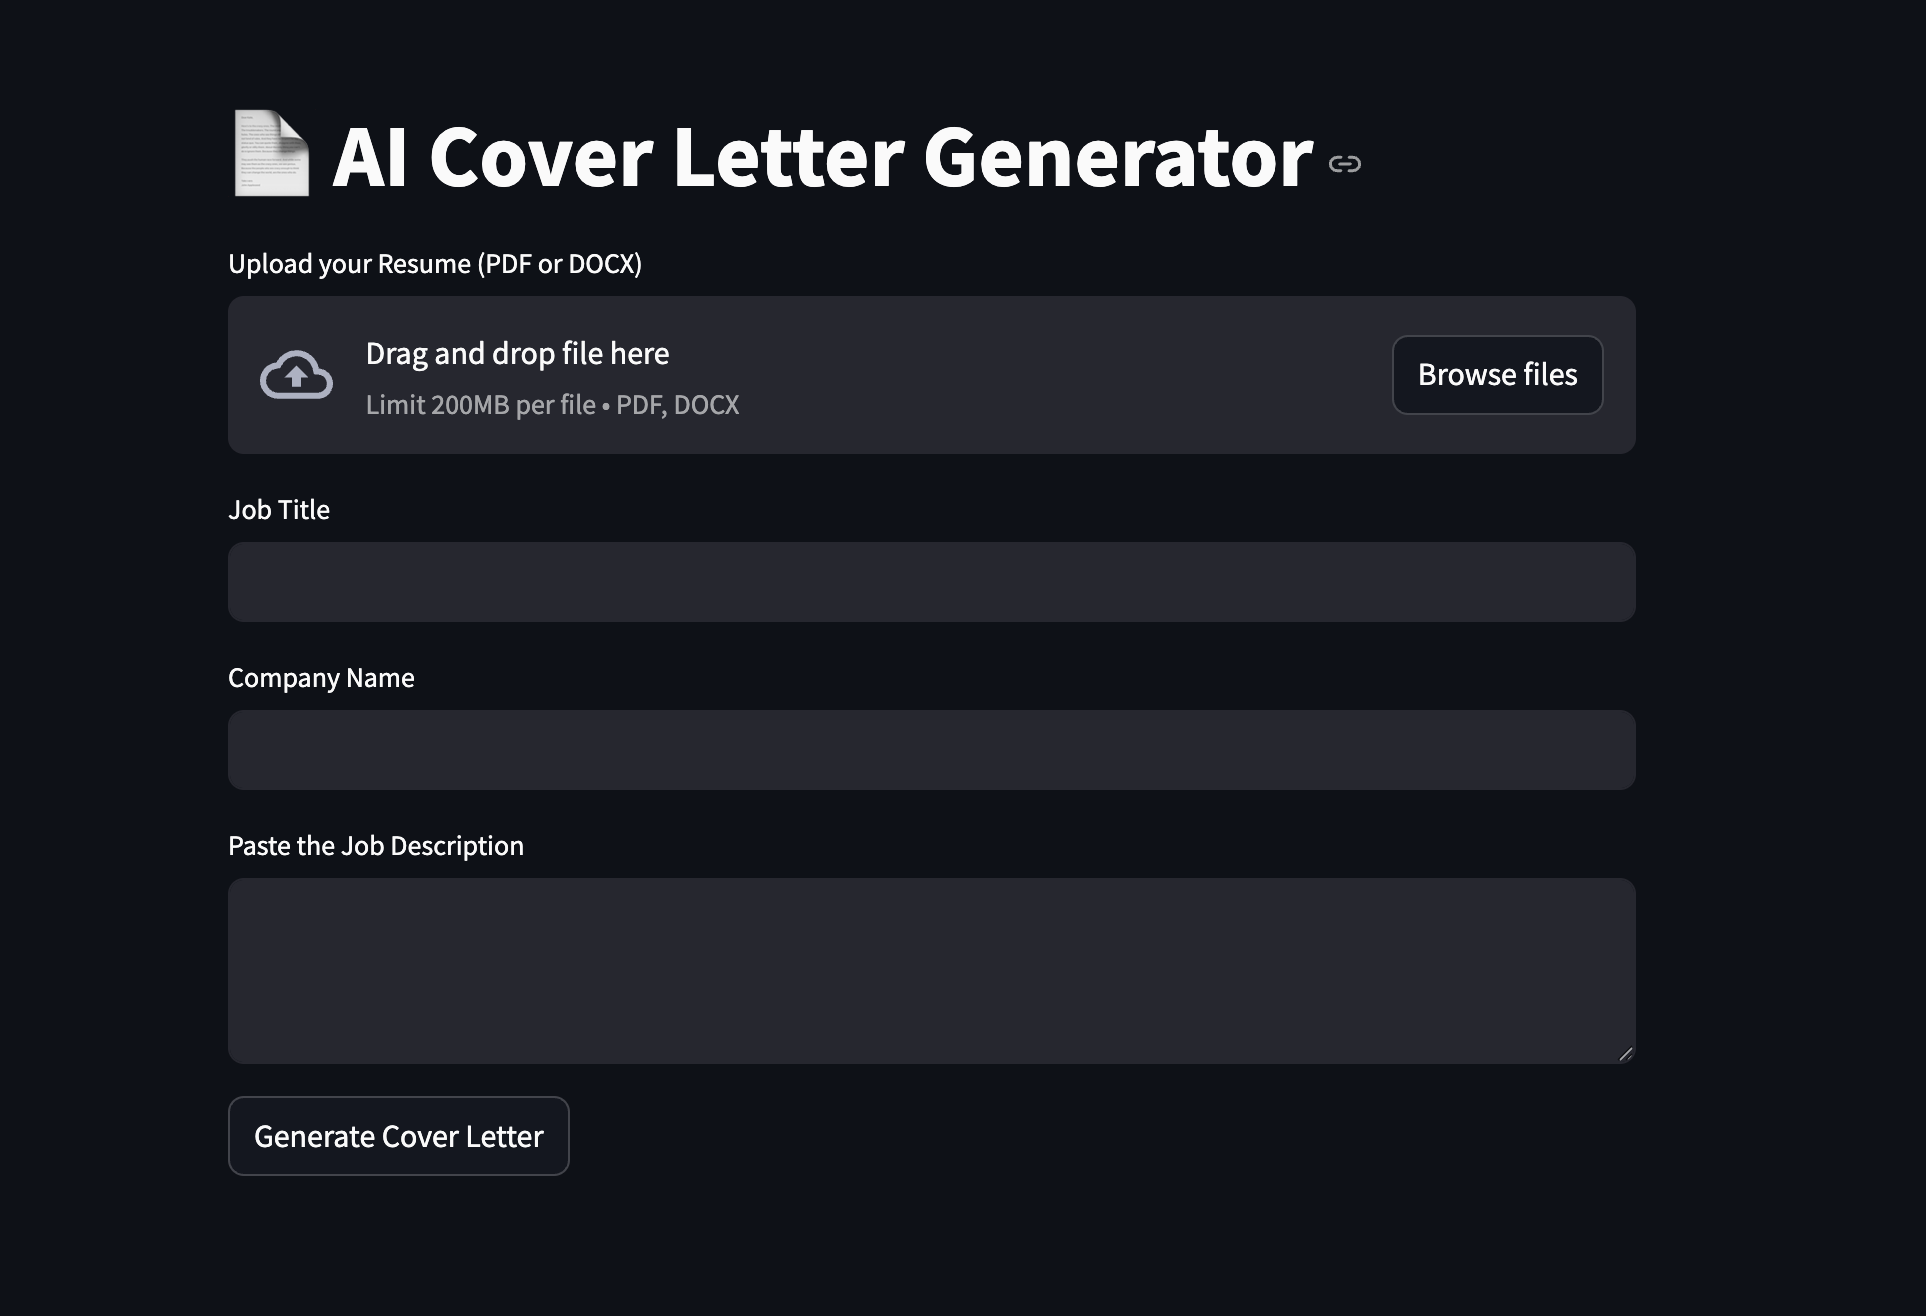 AI Cover Letter Generator
Upload your Resume (PDF or DOCX)
Drag and drop file here
Limit 200MB per file • PDF, DOCX
Browse files
Job Title
Company Name
Paste the Job Description
Generate Cover Letter